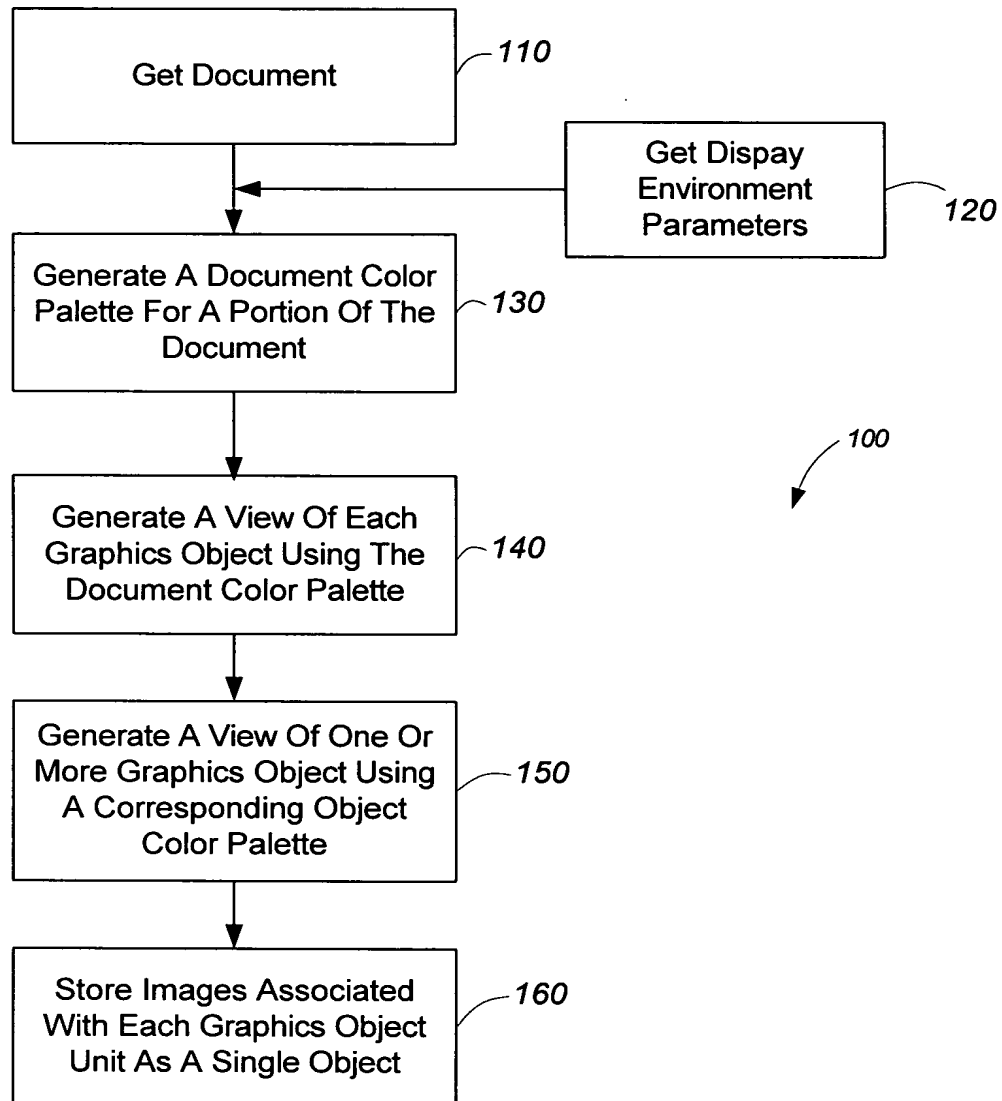 Get Document
110
Get Dispay
Environment
Parameters
120
Generate A Document Color
Palette For A Portion Of The
Document
130
100
Generate A View Of Each
Graphics Object Using The
Document Color Palette
140
Generate A View Of One Or
More Graphics Object Using
A Corresponding Object
Color Palette
150
Store Images Associated
With Each Graphics Object
Unit As A Single Object
160